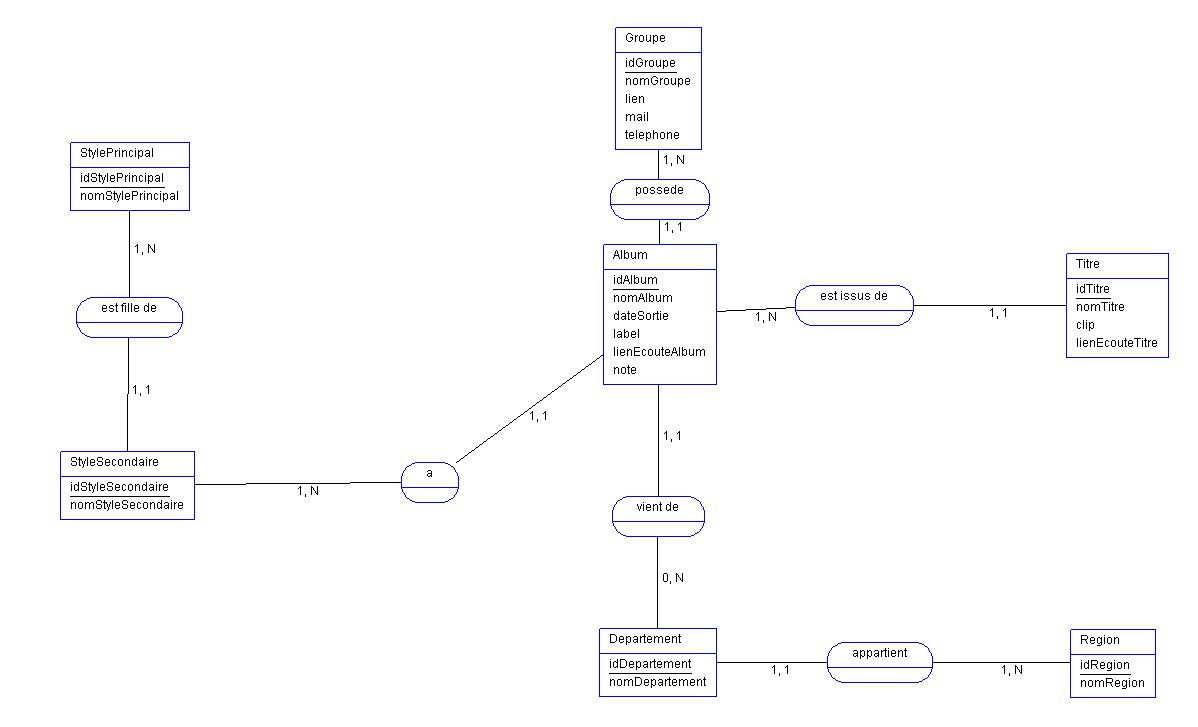 Groupe
idGroupe
nomGroupe
lien
mail
telephone
1, N
possede
1, 1
StylePrincipal
idStylePrincipal
nomStylePrincipal
1, N
est fille de
1, 1
StyleSecondaire
idStyleSecondaire
nomStyleSecondaire
1, N
a
1, 1
Album
idAlbum
nomAlbum
dateSortie
label
lienEcouteAlbum
note
1, N
est issus de
1, 1
Titre
idTitre
nomTitre
clip
lienEcouteTitre
1, 1
vient de
0, N
Departement
idDepartement
nomDepartement
1, 1
appartient
1, N
Region
idRegion
nomRegion